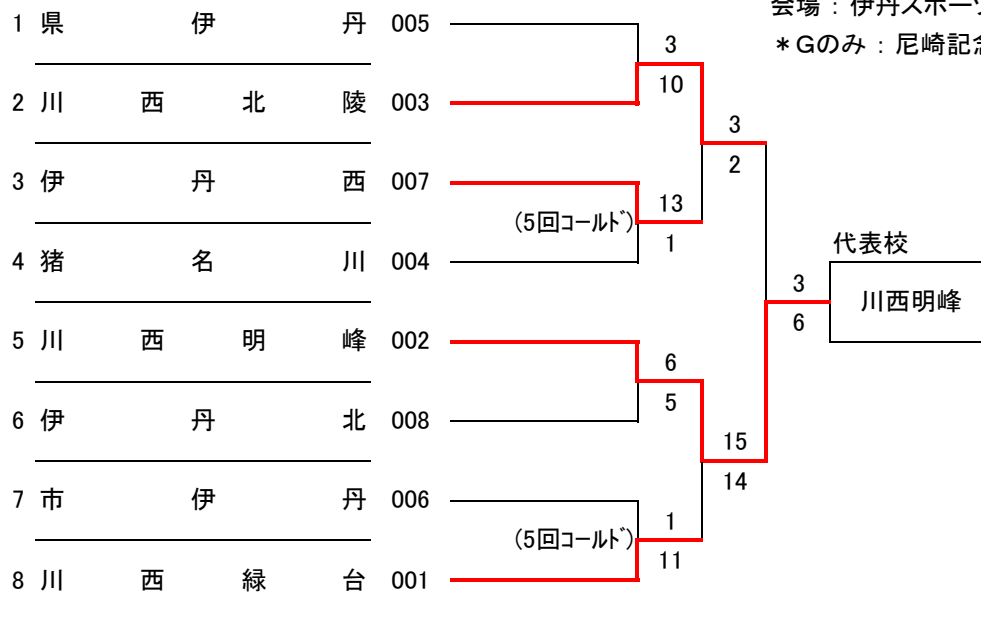 会場：伊丹スポーツ
＊Gのみ：尼崎記念
1 県伊丹 005
2 川西北陵 003
3 伊丹西 007
4 猪名川 004
5 川西明峰 002
6 伊丹北 008
7 市伊丹 006
8 川西緑台 001
3
10
(5回ｺｰﾙﾄﾞ)
13
1
6
5
(5回ｺｰﾙﾄﾞ)
1
11
3
2
15
14
3
6
代表校
川西明峰